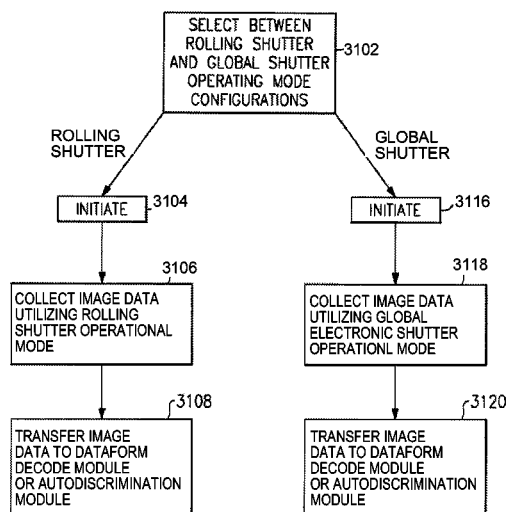 SELECT BETWEEN
ROLLING SHUTTER
AND GLOBAL SHUTTER
OPERATING MODE
CONFIGURATIONS
3102
ROLLING
SHUTTER
GLOBAL
SHUTTER
INITIATE
3104
INITIATE
3116
3106
COLLECT IMAGE DATA
UTILIZING ROLLING
SHUTTER OPERATIONAL
MODE
3118
COLLECT IMAGE DATA
UTILIZING GLOBAL
ELECTRONIC SHUTTER
OPERATIONL MODE
3108
TRANSFER IMAGE
DATA TO DATAFORM
DECODE MODULE
OR AUTODISCRIMINATION
MODULE
3120
TRANSFER IMAGE
DATA TO DATAFORM
DECODE MODULE
OR AUTODISCRIMINATION
MODULE